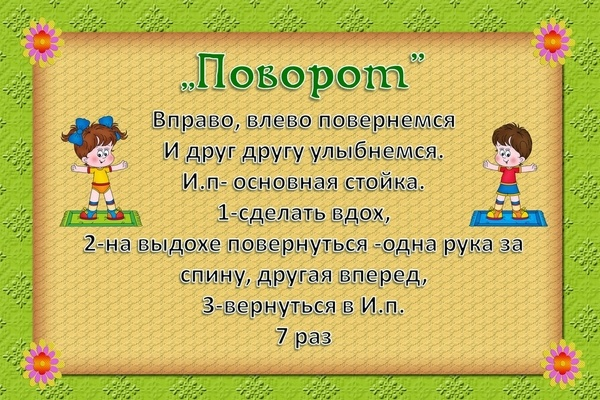 „Поворот”
Вправо, влево повернемся
И друг другу улыбнемся.
И.п- основная стойка.
1-сделать вдох,
2-на выдохе повернуться -одна рука за
спину, другая вперед,
3-вернуться в И.п.
7 раз